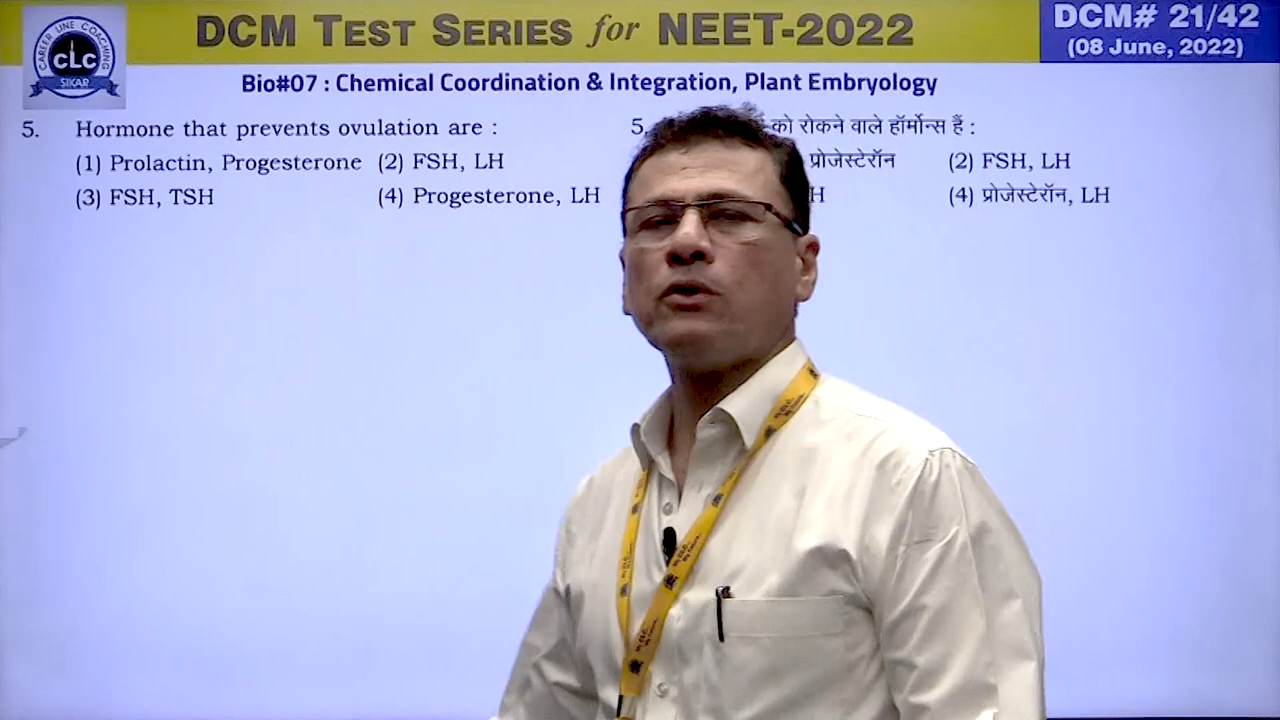 DCM TEST SERIES for NEET-2022
DCM# 21/42
(08 June, 2022)
CAREER LINE COACHING
CLC
SIKAR
Bio#07 : Chemical Coordination & Integration, Plant Embryology
5. Hormone that prevents ovulation are :
(1) Prolactin, Progesterone (2) FSH, LH
(3) FSH, TSH (4) Progesterone, LH
5. को रोकने वाले हॉर्मोन्स हैं :
प्रोजेस्टेरॉन (2) FSH, LH
H (4) प्रोजेस्टेरॉन, LH